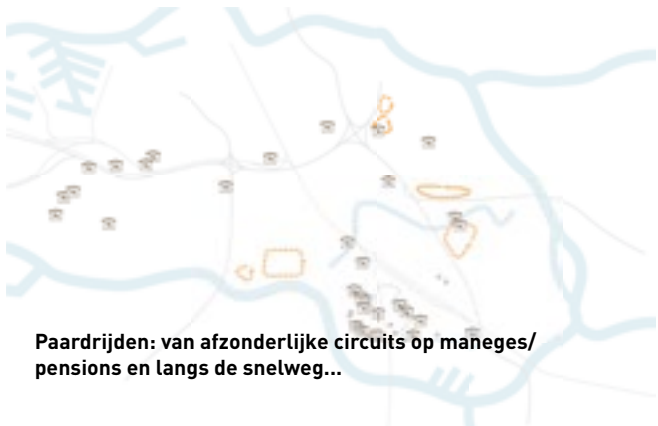 Paardrijden: van afzonderlijke circuits op maneges/
pensions en langs de snelweg...